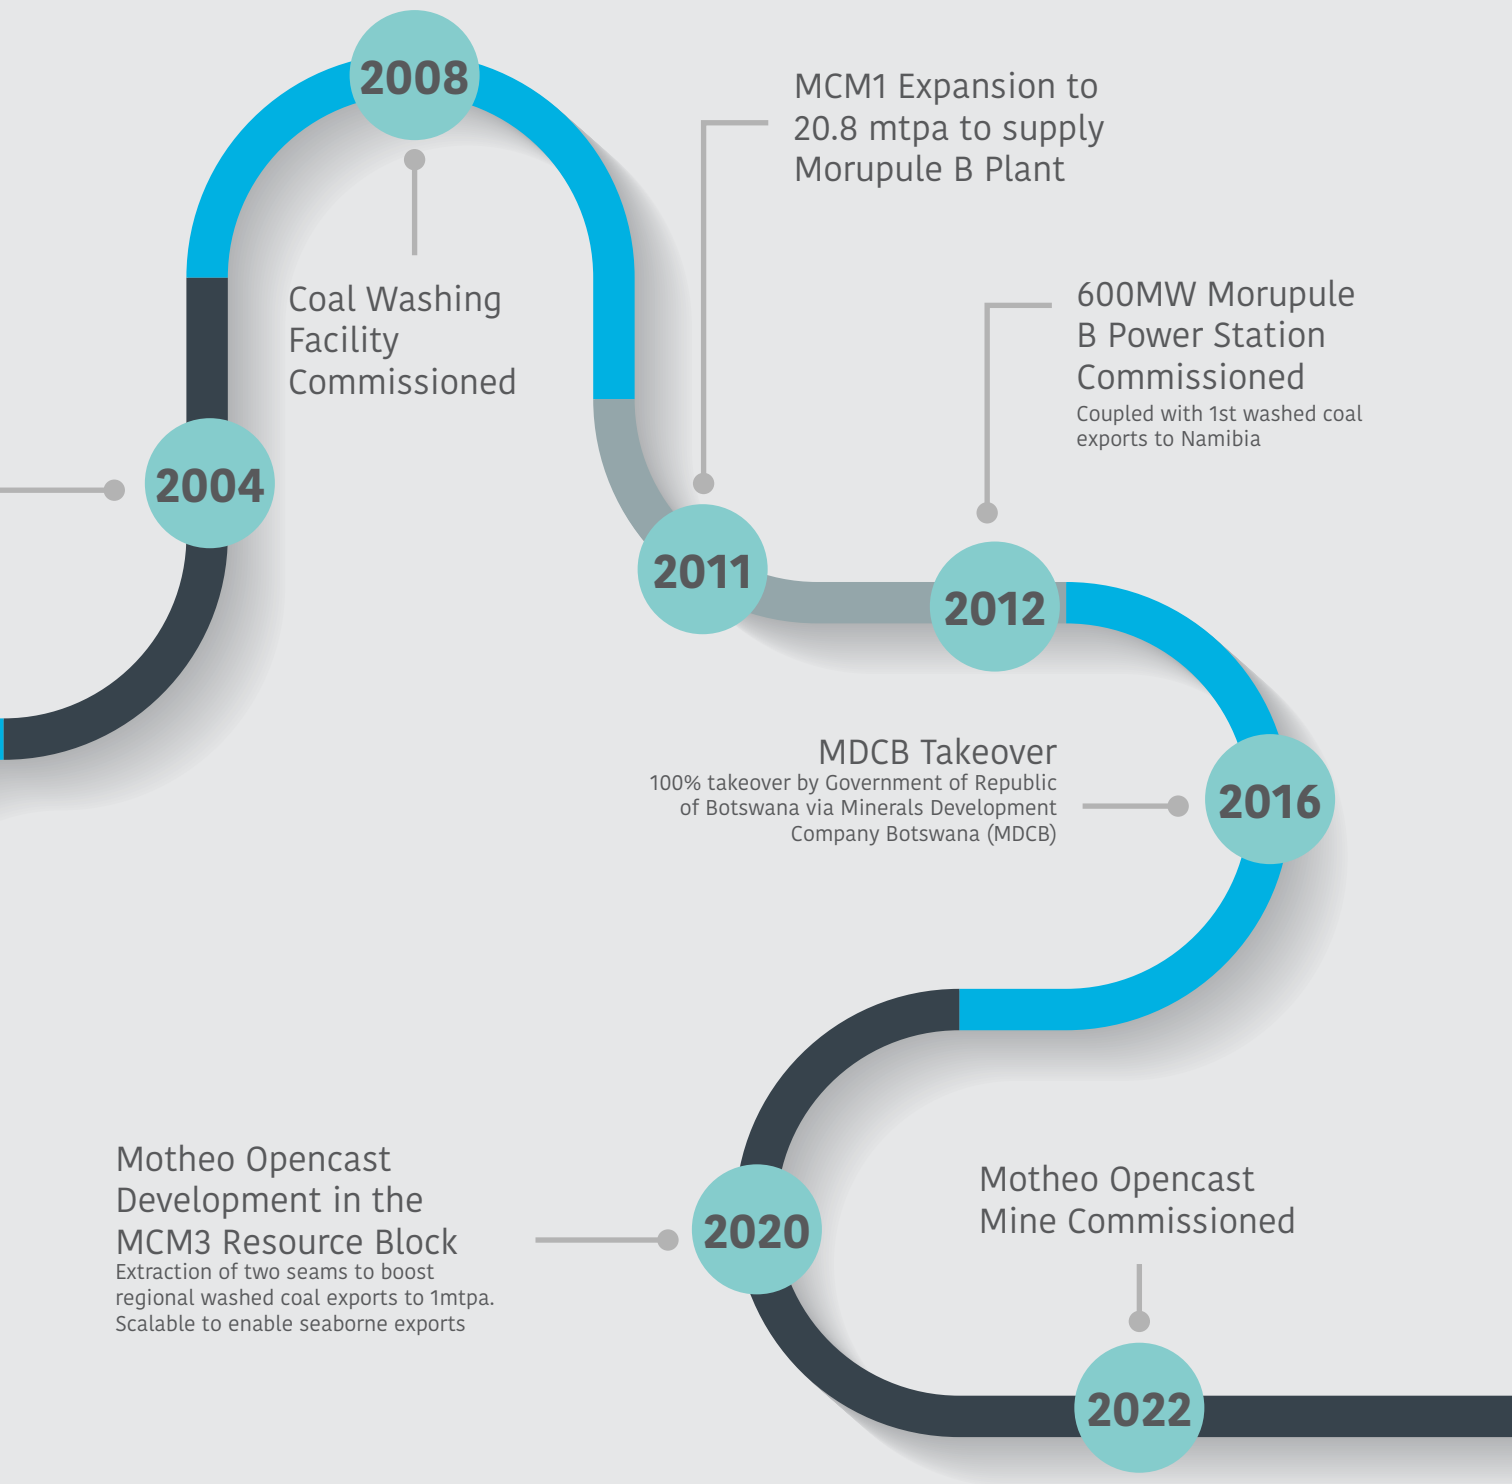 2008
Coal Washing
Facility
Commissioned
2004
MCM1 Expansion to
20.8 mtpa to supply
Morupule B Plant
2011
600MW Morupule
B Power Station
Commissioned
Coupled with 1st washed coal
exports to Namibia
2012
MDCB Takeover
100% takeover by Government of Republic
of Botswana via Minerals Development
Company Botswana (MDCB)
2016
Motheo Opencast
Development in the
MCM3 Resource Block
Extraction of two seams to boost
regional washed coal exports to 1mtpa.
Scalable to enable seaborne exports
2020
Motheo Opencast
Mine Commissioned
2022